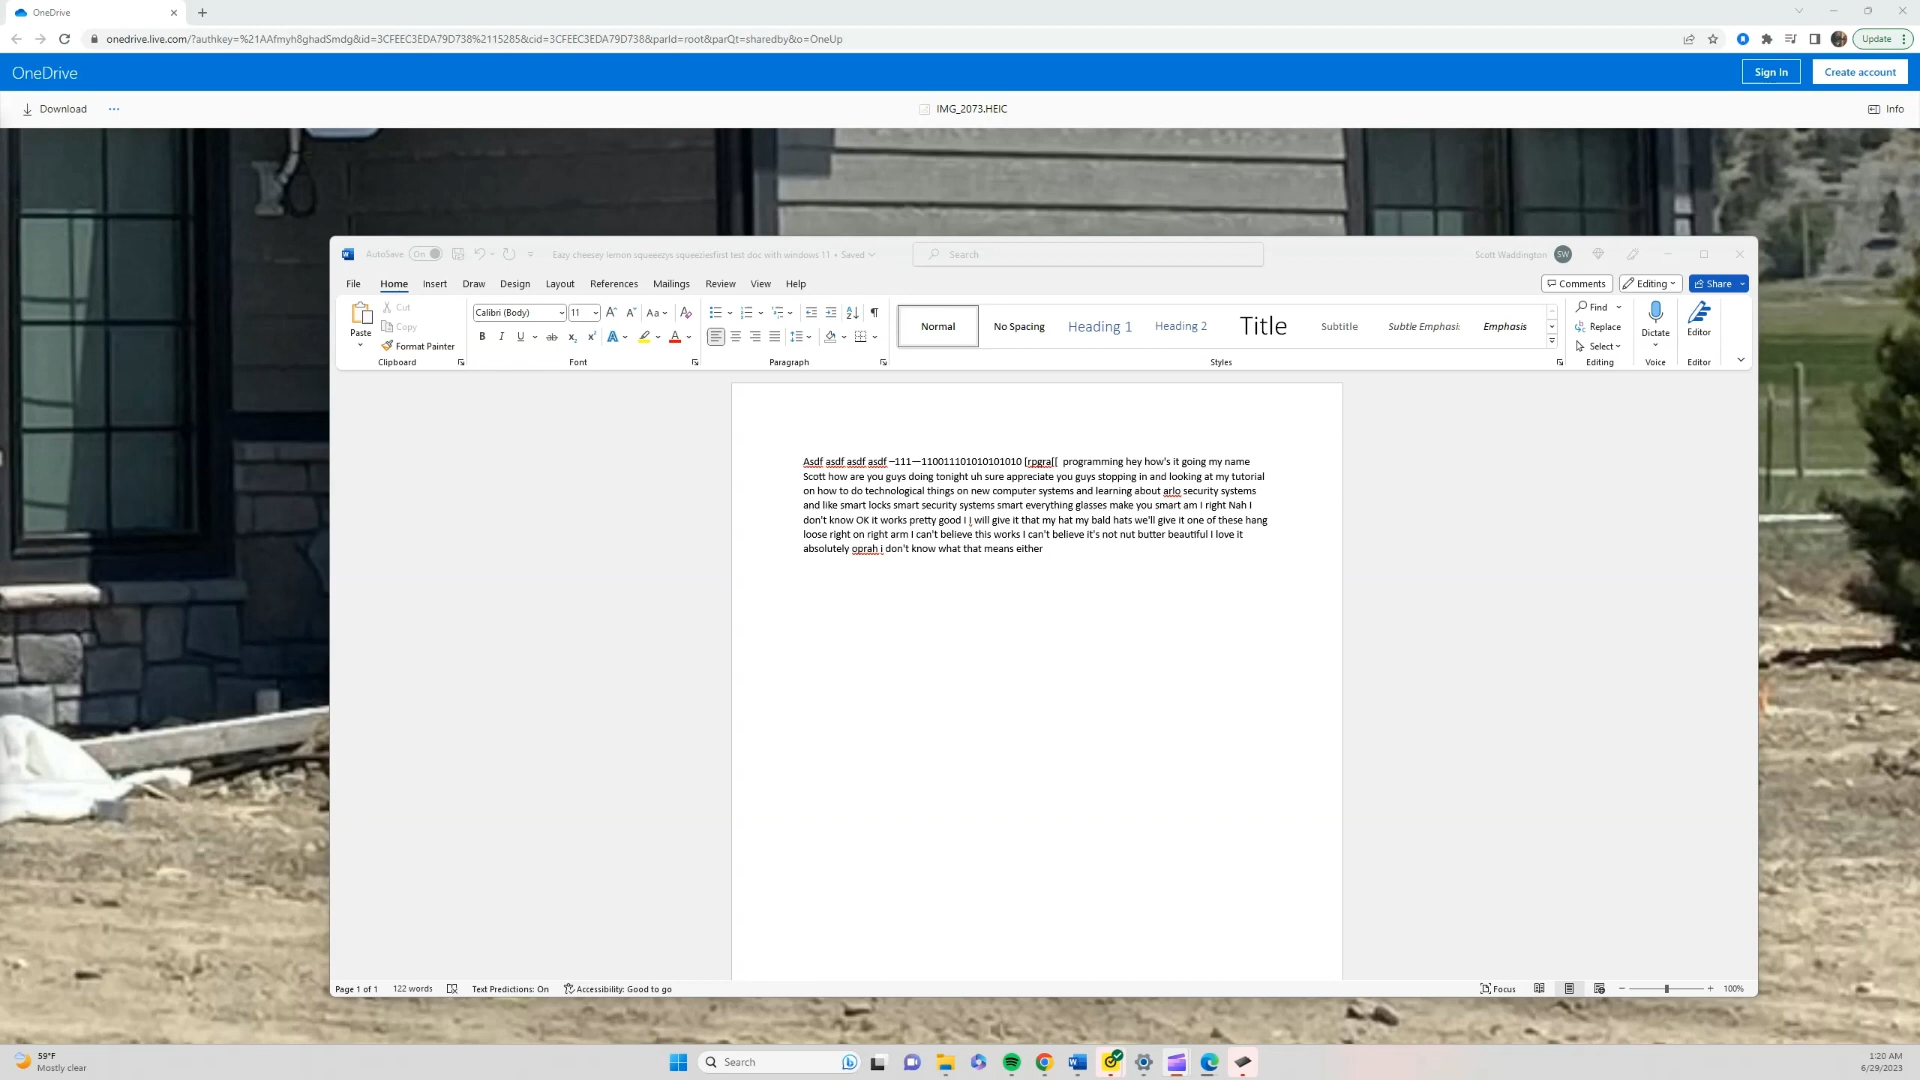 OneDrive
onedrive.live.com/?authkey=%21AAfmyh8ghadSmdg&id=3CFEEC3EDA79D738%2115285&cid=3CFEEC3EDA79D738&parId=root&parQt=sharedby&o=OneUp
Update
OneDrive
Sign In
Create account
Download
IMG_2073.HEIC
Info
AutoSave On
Eazy cheesey lemon squeeezys squeeziesfirst test doc with windows 11 • Saved
Search
Scott Waddington SW
File Home Insert Draw Design Layout References Mailings Review View Help
Comments Editing Share
Paste
Cut
Copy
Format Painter
Clipboard
Calibri (Body) 11
Font
Paragraph
Normal
No Spacing
Heading 1
Heading 2
Title
Subtitle
Subtle Emphasi:
Emphasis
Styles
Find
Replace
Select
Editing
Dictate
Voice
Editor
Editor
Asdf asdf asdf asdf –111—110011101010101010 [rpgra[[  programming hey how's it going my name
Scott how are you guys doing tonight uh sure appreciate you guys stopping in and looking at my tutorial
on how to do technological things on new computer systems and learning about arlo security systems
and like smart locks smart security systems smart everything glasses make you smart am I right Nah I
don't know OK it works pretty good I i will give it that my hat my bald hats we'll give it one of these hang
loose right on right arm I can't believe this works I can't believe it's not nut butter beautiful I love it
absolutely oprah i don't know what that means either
Page 1 of 1
122 words
Text Predictions: On
Accessibility: Good to go
Focus
100%
59°F
Mostly clear
Search
1:20 AM
6/29/2023